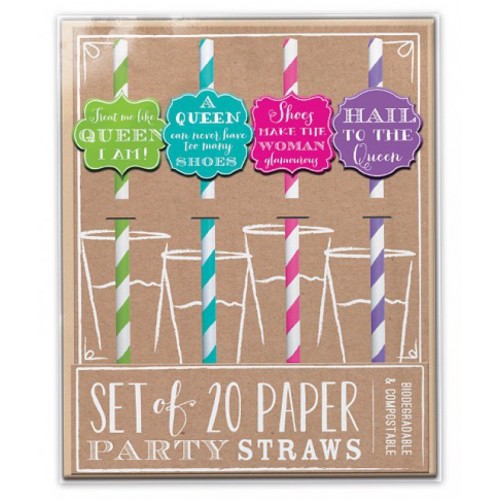 Treat me like
QUEEN
I AM!
A
QUEEN
can never have
too many
SHOES
Shoes
MAKE THE
WOMAN
glamourous
HAIL
TO THE
Queen
SET of 20 PAPER
PARTY STRAWS
BIODEGRADABLE
& COMPOSTABLE